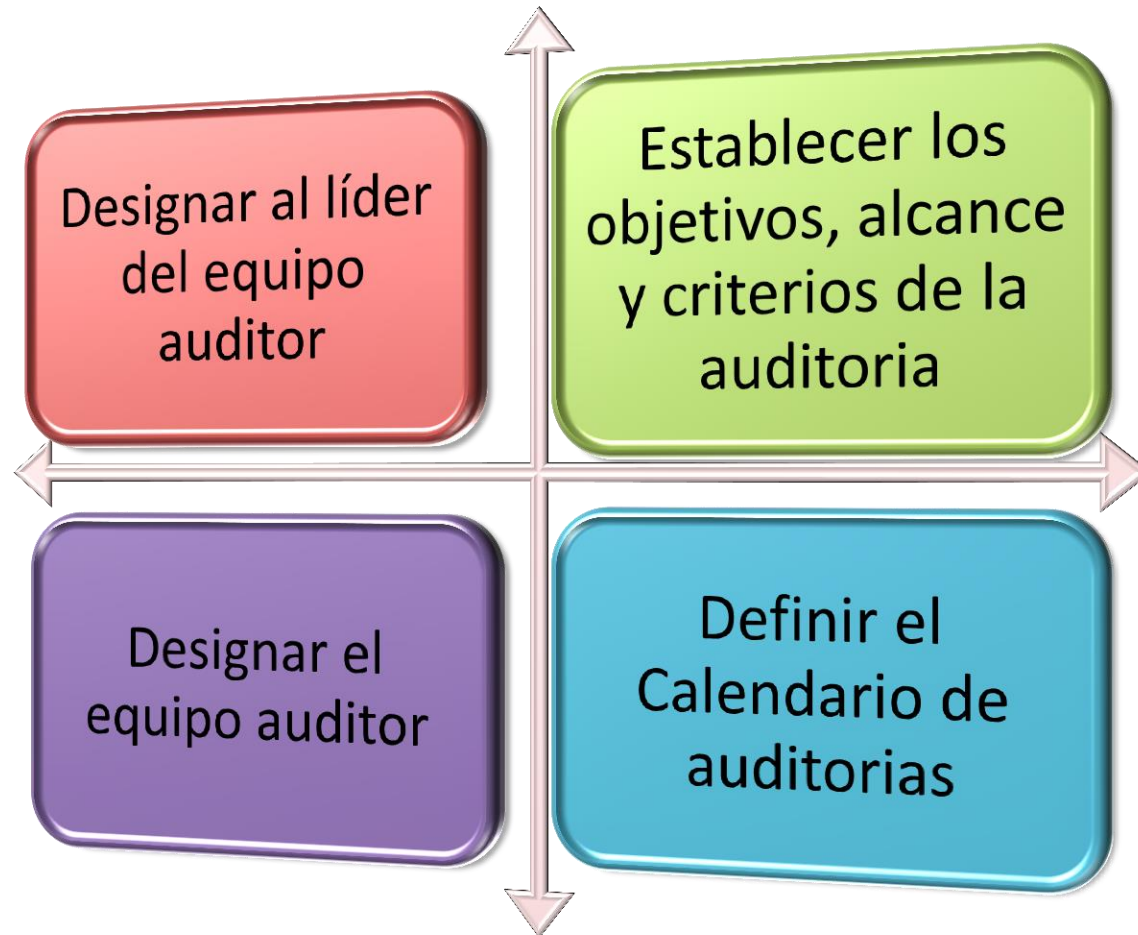 Designar al líder
del equipo
auditor
Establecer los
objetivos, alcance
y criterios de la
auditoria
Designar el
equipo auditor
Definir el
Calendario de
auditorias